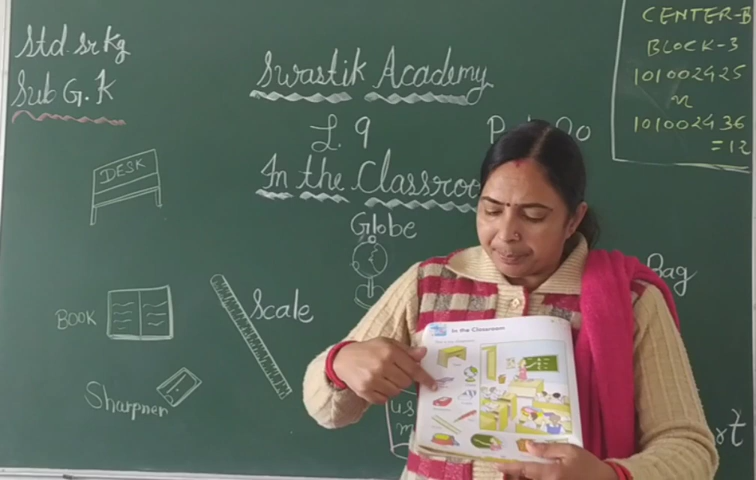 Std. Sr Kg
Sub G.K
Swastik Academy
L. 9
In the Classroo
Globe
DESK
BOOK
Scale
Sharpner
Bag
CENTER-B
BLOCK-3
101002425
101002436
=12
In the Classroom